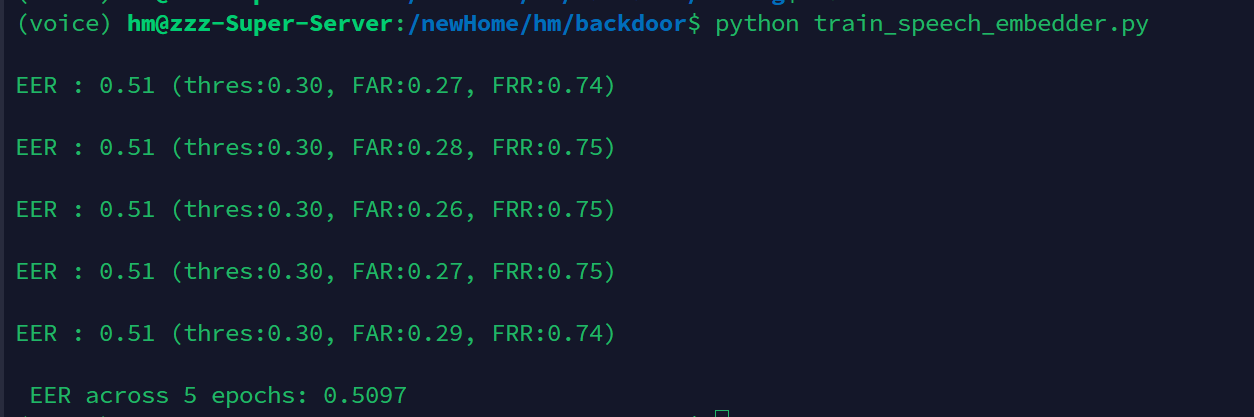 (voice) hm@zzz-Super-Server:/newHome/hm/backdoor$ python train_speech_embedder.py
EER : 0.51 (thres:0.30, FAR:0.27, FRR:0.74)
EER : 0.51 (thres:0.30, FAR:0.28, FRR:0.75)
EER : 0.51 (thres:0.30, FAR:0.26, FRR:0.75)
EER : 0.51 (thres:0.30, FAR:0.27, FRR:0.75)
EER : 0.51 (thres:0.30, FAR:0.29, FRR:0.74)
EER across 5 epochs: 0.5097